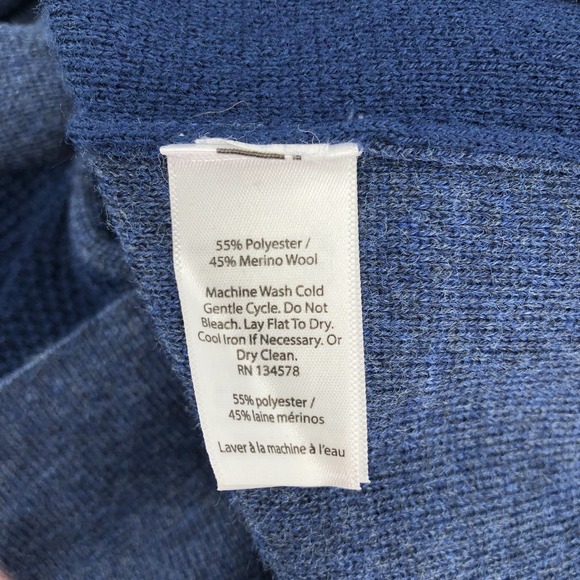 55% Polyester /
45% Merino Wool
Machine Wash Cold
Gentle Cycle. Do Not
Bleach. Lay Flat To Dry.
Cool Iron If Necessary. Or
Dry Clean.
RN 134578
55% polyester /
45% laine mérinos
Laver à la machine à l'eau